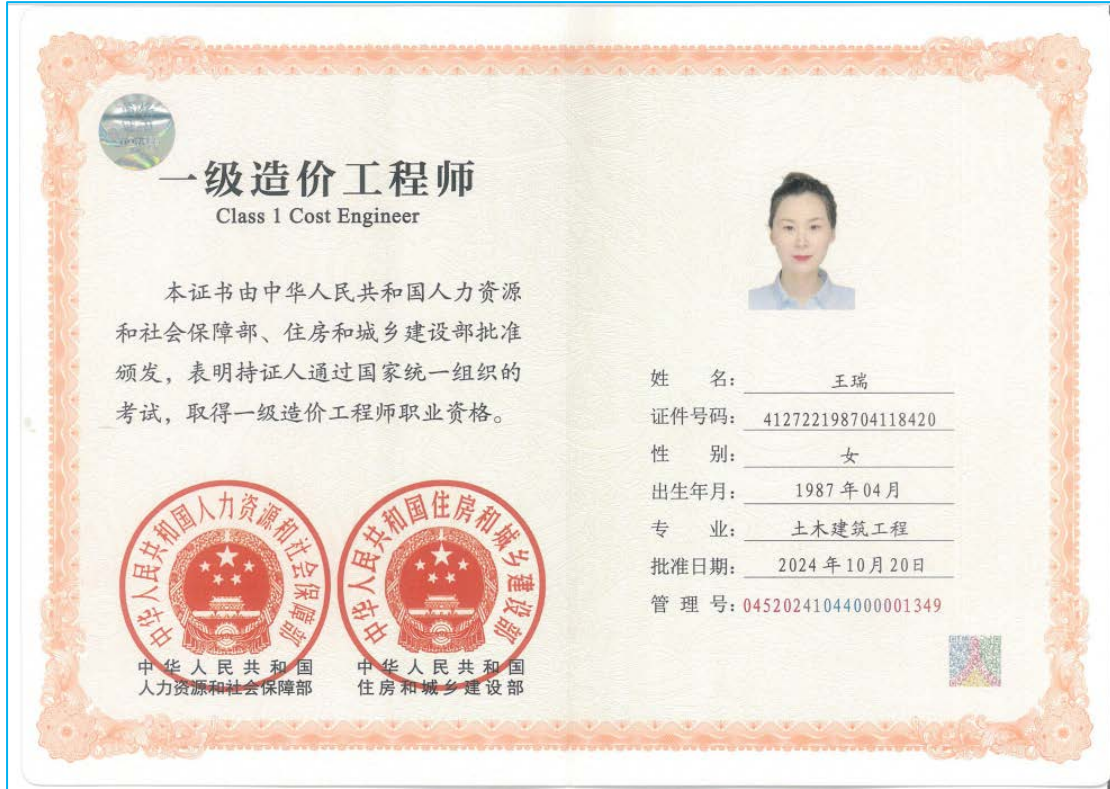 一级造价工程师
Class 1 Cost Engineer
本证书由中华人民共和国人力资源
和社会保障部、住房和城乡建设部批准
颁发，表明持证人通过国家统一组织的
考试，取得一级造价工程师职业资格。
中华人民共和国人力资源和社会保障部
中华人民共和国住房和城乡建设部
中华人民共和国
人力资源和社会保障部
中华人民共和国
住房和城乡建设部
姓 名： 王瑞
证件号码： 412722198704118420
性 别： 女
出生年月： 1987年04月
专 业： 土木建筑工程
批准日期： 2024年10月20日
管 理 号：04520241044000001349